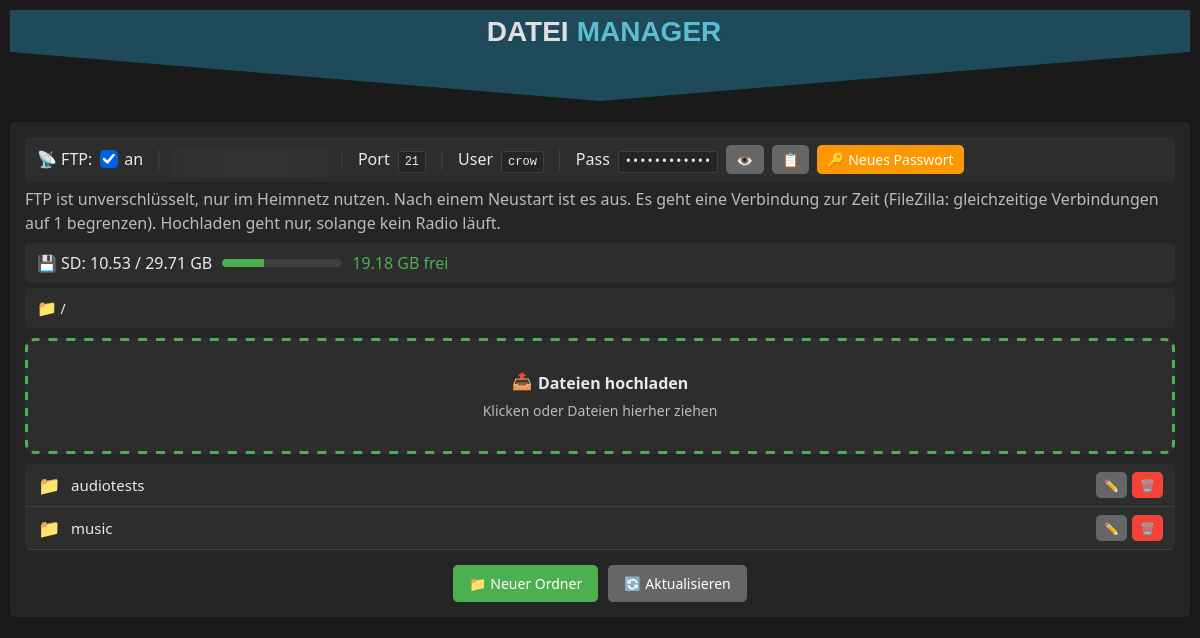 DATEI MANAGER
📡 FTP: an Port 21 User crow Pass •••••••••••• 👁️ 📋 🔑 Neues Passwort
FTP ist unverschlüsselt, nur im Heimnetz nutzen. Nach einem Neustart ist es aus. Es geht eine Verbindung zur Zeit (FileZilla: gleichzeitige Verbindungen
auf 1 begrenzen). Hochladen geht nur, solange kein Radio läuft.
💾 SD: 10.53 / 29.71 GB 19.18 GB frei
📁 /
📤 Dateien hochladen
Klicken oder Dateien hierher ziehen
📁 audiotests ✏️ 🗑️
📁 music ✏️ 🗑️
📁 Neuer Ordner 🔄 Aktualisieren